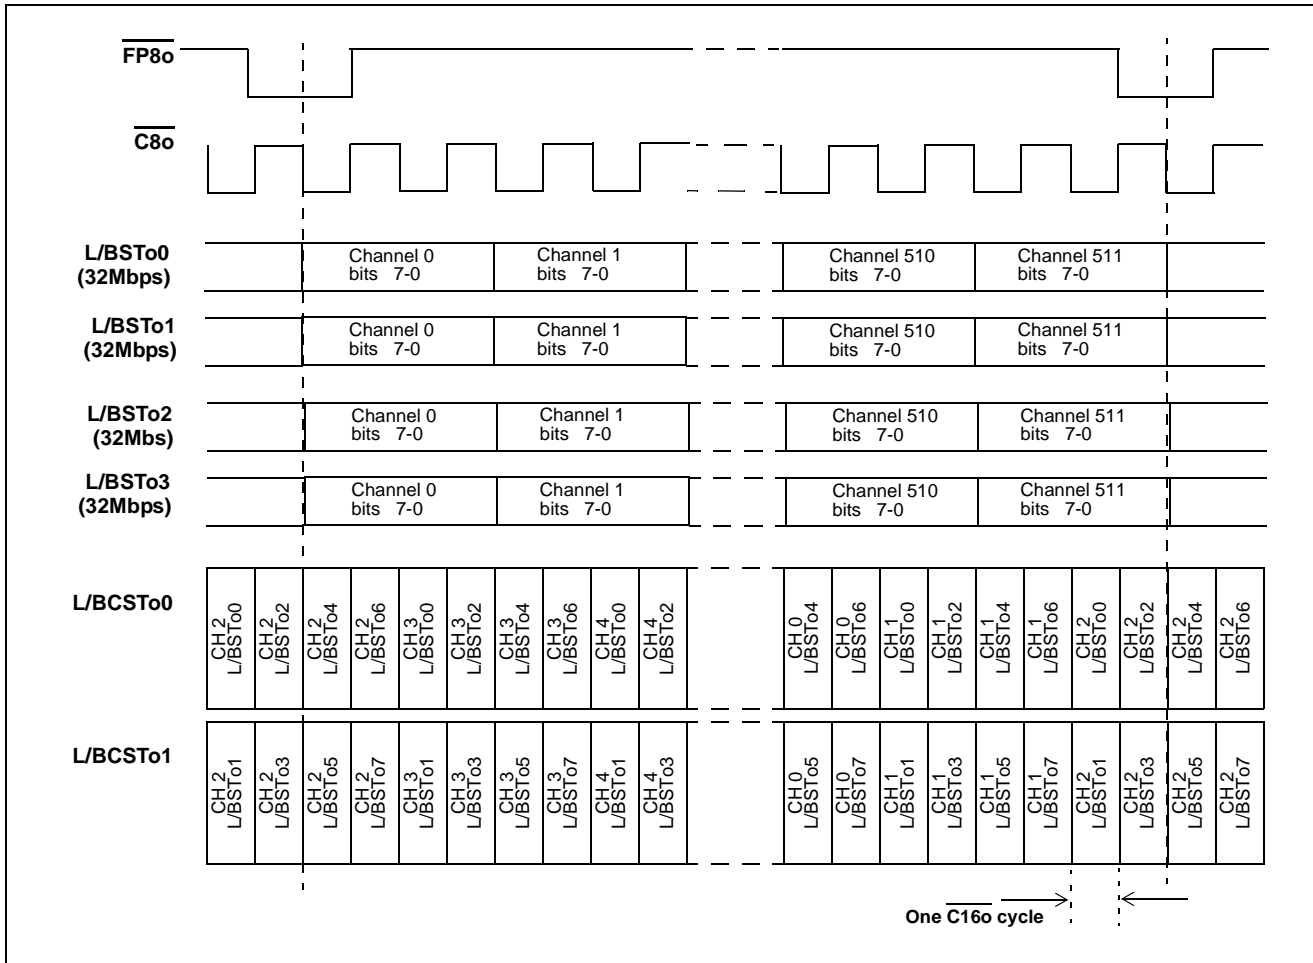 FP8o
C8o
L/BSTo0
(32Mbps)
Channel 0
bits 7-0
Channel 1
bits 7-0
Channel 510
bits 7-0
Channel 511
bits 7-0
L/BSTo1
(32Mbps)
Channel 0
bits 7-0
Channel 1
bits 7-0
Channel 510
bits 7-0
Channel 511
bits 7-0
L/BSTo2
(32Mbs)
Channel 0
bits 7-0
Channel 1
bits 7-0
Channel 510
bits 7-0
Channel 511
bits 7-0
L/BSTo3
(32Mbps)
Channel 0
bits 7-0
Channel 1
bits 7-0
Channel 510
bits 7-0
Channel 511
bits 7-0
L/BCSTo0
CH 2
L/BSTo0
CH 2
L/BSTo2
CH 2
L/BSTo4
CH 2
L/BSTo6
CH 3
L/BSTo0
CH 3
L/BSTo2
CH 3
L/BSTo4
CH 3
L/BSTo6
CH 4
L/BSTo0
CH 4
L/BSTo2
CH 0
L/BSTo4
CH 0
L/BSTo6
CH 1
L/BSTo0
CH 1
L/BSTo2
CH 1
L/BSTo4
CH 1
L/BSTo6
CH 2
L/BSTo0
CH 2
L/BSTo2
CH 2
L/BSTo4
CH 2
L/BSTo6
L/BCSTo1
CH 2
L/BSTo1
CH 2
L/BSTo3
CH 2
L/BSTo5
CH 2
L/BSTo7
CH 3
L/BSTo1
CH 3
L/BSTo3
CH 3
L/BSTo5
CH 3
L/BSTo7
CH 4
L/BSTo1
CH 4
L/BSTo3
CH 0
L/BSTo5
CH 0
L/BSTo7
CH 1
L/BSTo1
CH 1
L/BSTo3
CH 1
L/BSTo5
CH 1
L/BSTo7
CH 2
L/BSTo1
CH 2
L/BSTo3
CH 2
L/BSTo5
CH 2
L/BSTo7
One C16o cycle